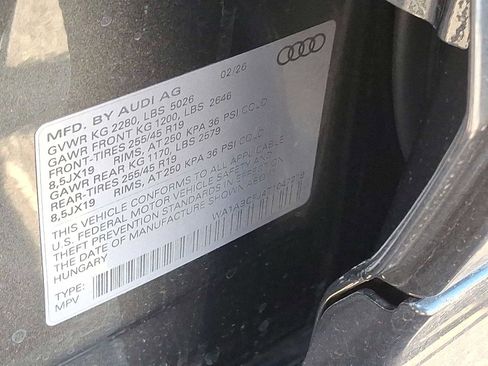 MFD. BY AUDI AG 02/26
GVWR KG 2280, LBS 5026
GAWR FRONT KG 1200, LBS 2646
FRONT-TIRES 255/45 R19
8,5JX19 RIMS, AT 250 KPA 36 PSI COLD
GAWR REAR KG 1170, LBS 2579
REAR-TIRES 255/45 R19
8,5JX19 RIMS, AT 250 KPA 36 PSI COLD
THIS VEHICLE CONFORMS TO ALL APPLICABLE
U.S. FEDERAL MOTOR VEHICLE SAFETY AND
THEFT PREVENTION STANDARDS IN EFFECT ON
THE DATE OF MANUFACTURE SHOWN ABOVE
HUNGARY
TYPE:
MPV